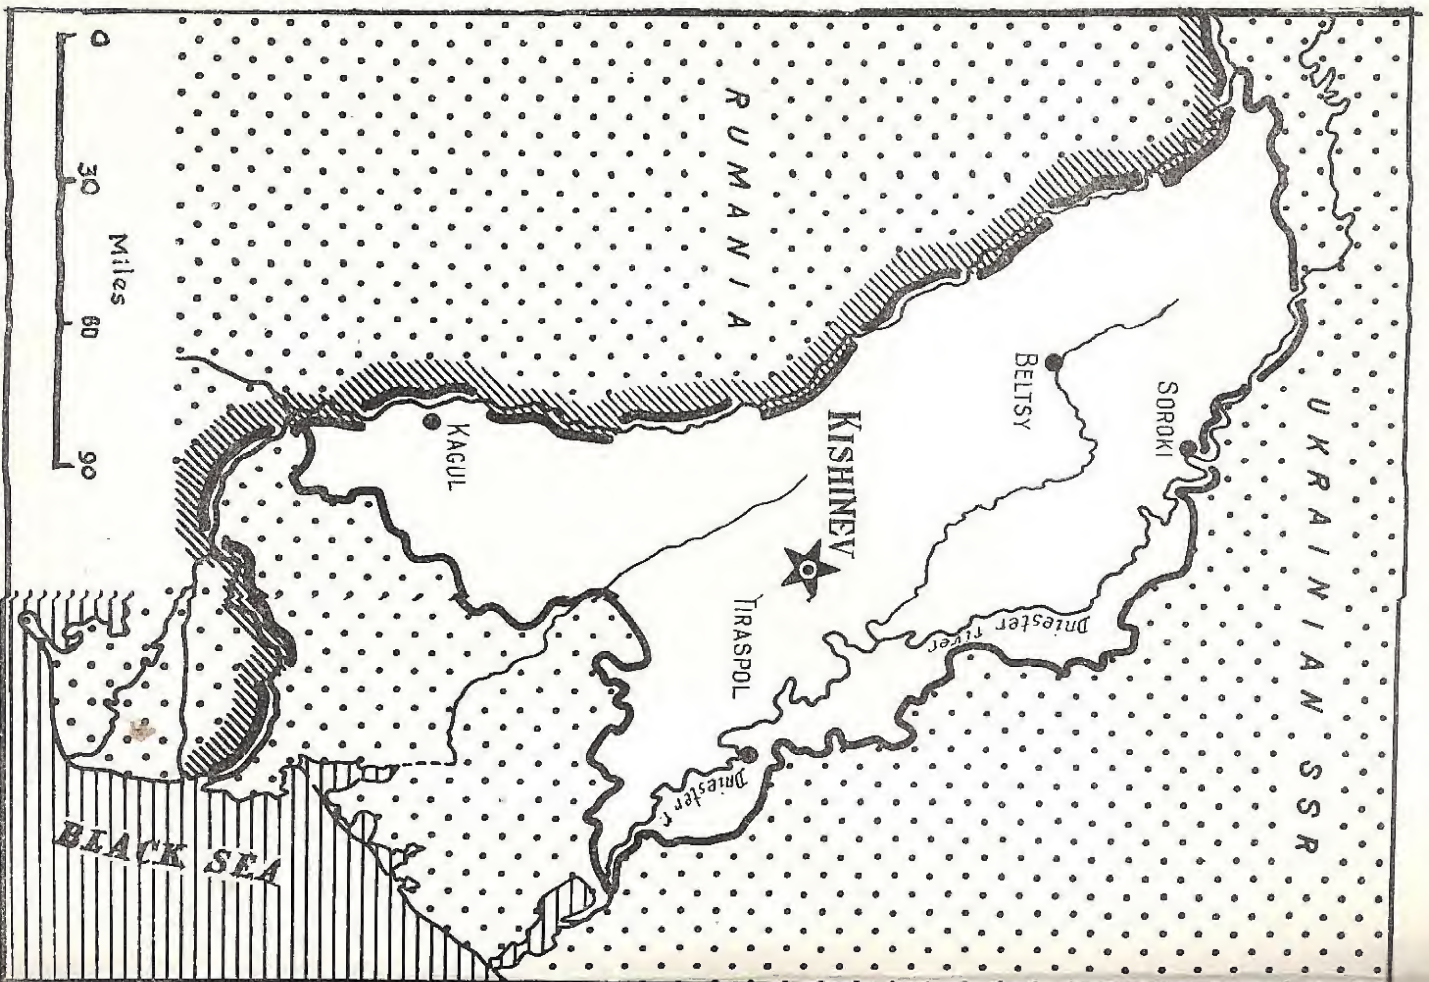 UKRAINIAN SSR
SOROKI
BELTSY
Dniester river
KISHINEV
RUMANIA
TIRASPOL
Dniester r.
KAGUL
BLACK SEA
0 30 60 90
Miles